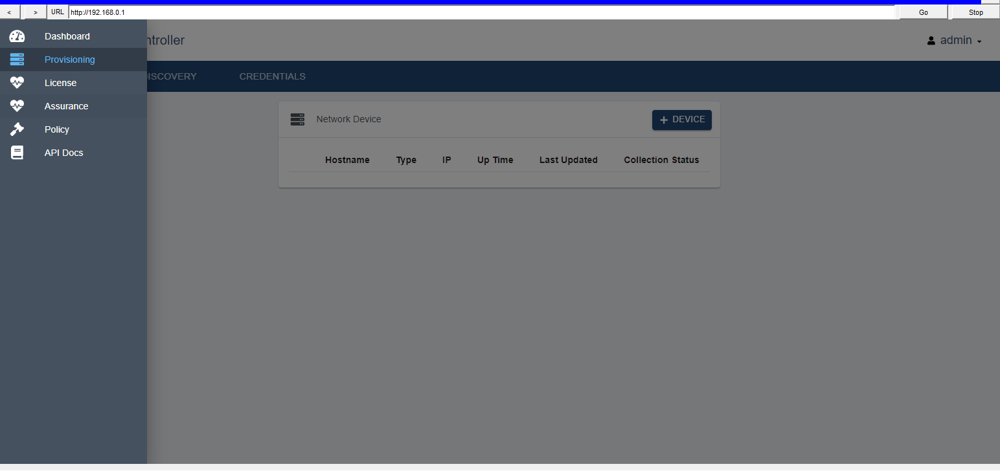 < > URL http://192.168.0.1 Go Stop
Dashboard
ntroller
admin
Provisioning
License
ISCOVERY CREDENTIALS
Assurance
Policy
API Docs
Network Device
+ DEVICE
Hostname Type IP Up Time Last Updated Collection Status